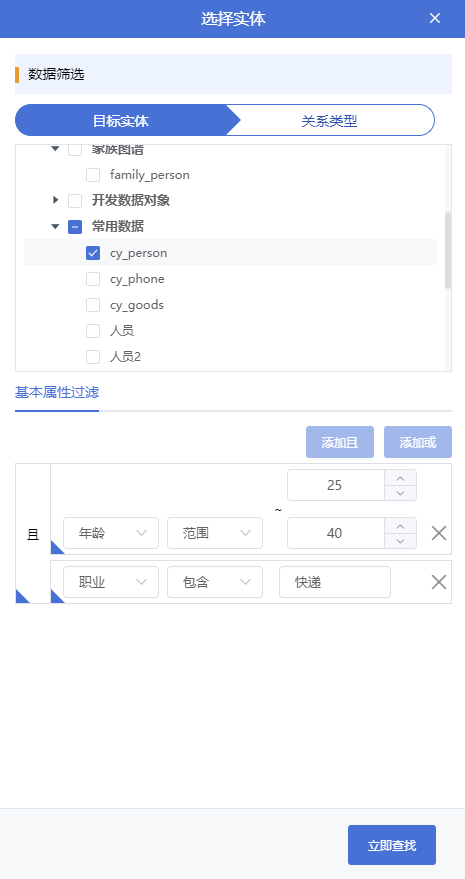 选择实体
数据筛选
目标实体 关系类型
家族图谱
family_person
开发数据对象
常用数据
cy_person
cy_phone
cy_goods
人员
人员2
基本属性过滤
添加且 添加或
且
25
~
年龄 范围 40
职业 包含 快递
立即查找